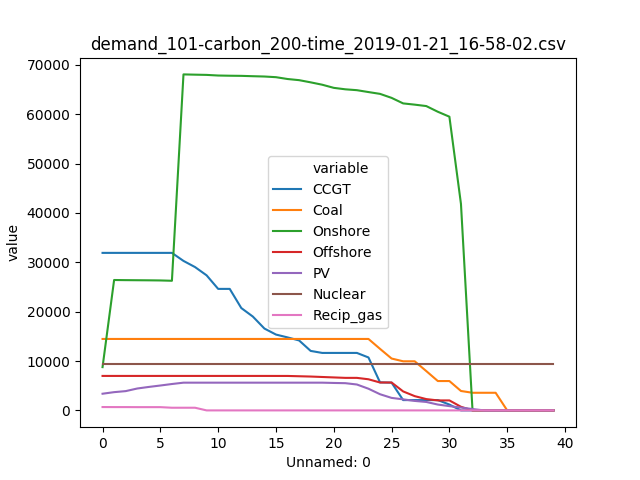 demand_101-carbon_200-time_2019-01-21_16-58-02.csv
value
70000
60000
50000
40000
30000
20000
10000
0
variable
CCGT
Coal
Onshore
Offshore
PV
Nuclear
Recip_gas
0 5 10 15 20 25 30 35 40
Unnamed: 0